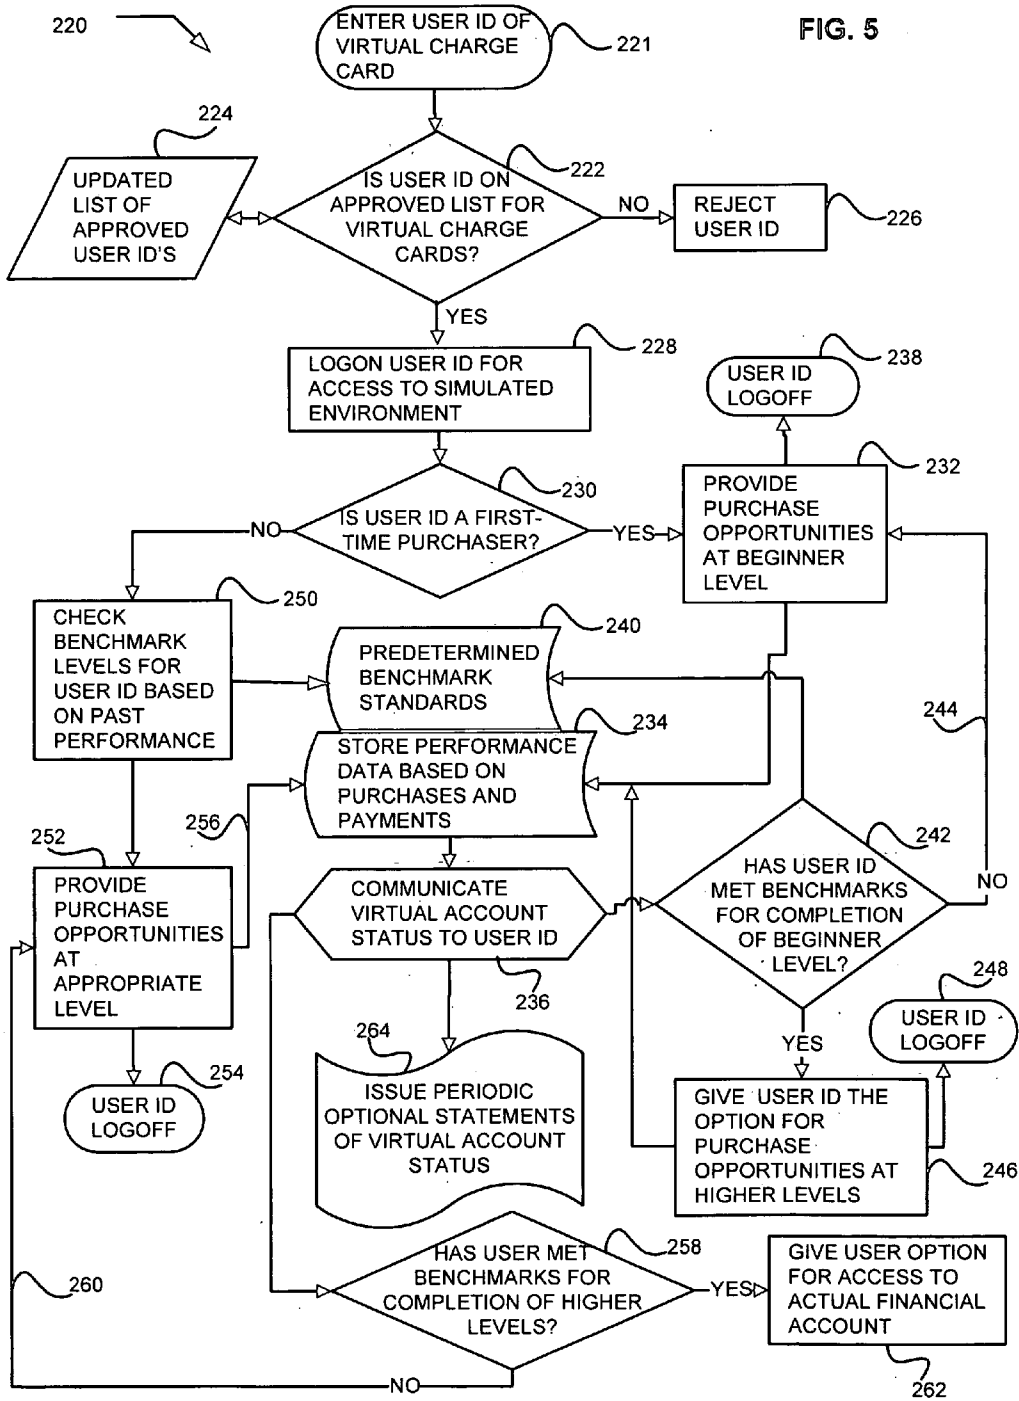 220
ENTER USER ID OF
VIRTUAL CHARGE
CARD
221
FIG. 5
224
UPDATED
LIST OF
APPROVED
USER ID'S
222
IS USER ID ON
APPROVED LIST FOR
VIRTUAL CHARGE
CARDS?
NO
REJECT
USER ID
226
YES
LOGON USER ID FOR
ACCESS TO SIMULATED
ENVIRONMENT
228
238
USER ID
LOGOFF
230
IS USER ID A FIRST-
TIME PURCHASER?
NO
YES
232
PROVIDE
PURCHASE
OPPORTUNITIES
AT BEGINNER
LEVEL
250
CHECK
BENCHMARK
LEVELS FOR
USER ID BASED
ON PAST
PERFORMANCE
240
PREDETERMINED
BENCHMARK
STANDARDS
234
STORE PERFORMANCE
DATA BASED ON
PURCHASES AND
PAYMENTS
244
256
252
PROVIDE
PURCHASE
OPPORTUNITIES
AT
APPROPRIATE
LEVEL
COMMUNICATE
VIRTUAL ACCOUNT
STATUS TO USER ID
236
242
HAS USER ID
MET BENCHMARKS
FOR COMPLETION
OF BEGINNER
LEVEL?
NO
YES
248
USER ID
LOGOFF
254
USER ID
LOGOFF
264
ISSUE PERIODIC
OPTIONAL STATEMENTS
OF VIRTUAL ACCOUNT
STATUS
GIVE USER ID THE
OPTION FOR
PURCHASE
OPPORTUNITIES AT
HIGHER LEVELS
246
258
HAS USER MET
BENCHMARKS FOR
COMPLETION OF HIGHER
LEVELS?
YES
GIVE USER OPTION
FOR ACCESS TO
ACTUAL FINANCIAL
ACCOUNT
262
260
NO